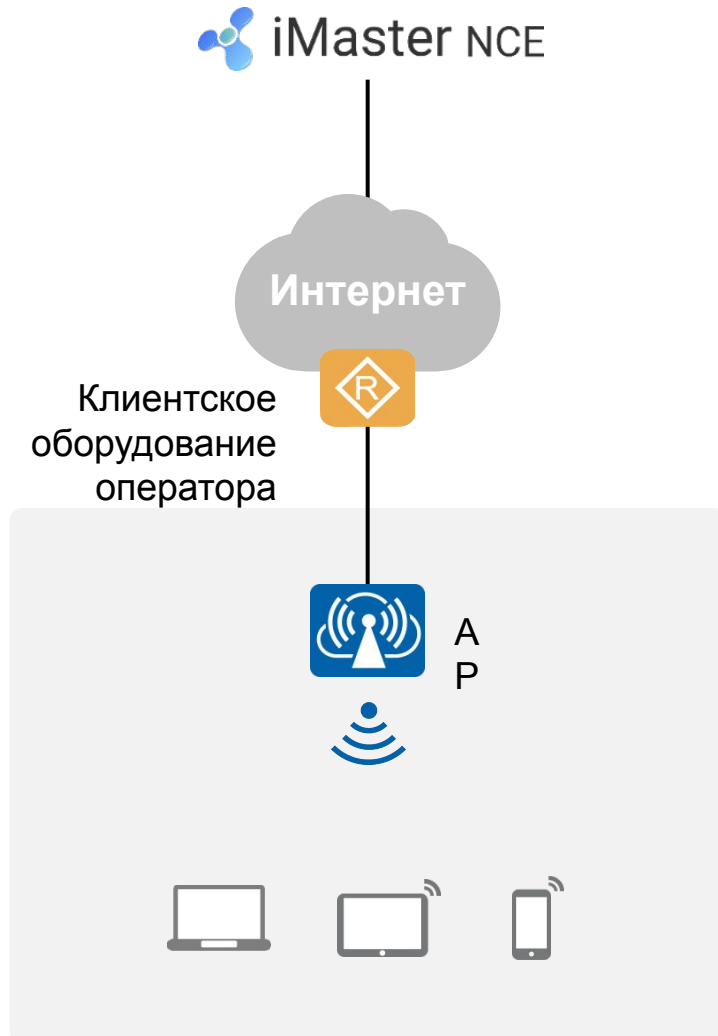 iMaster NCE
Интернет
R
Клиентское
оборудование
оператора
A
P